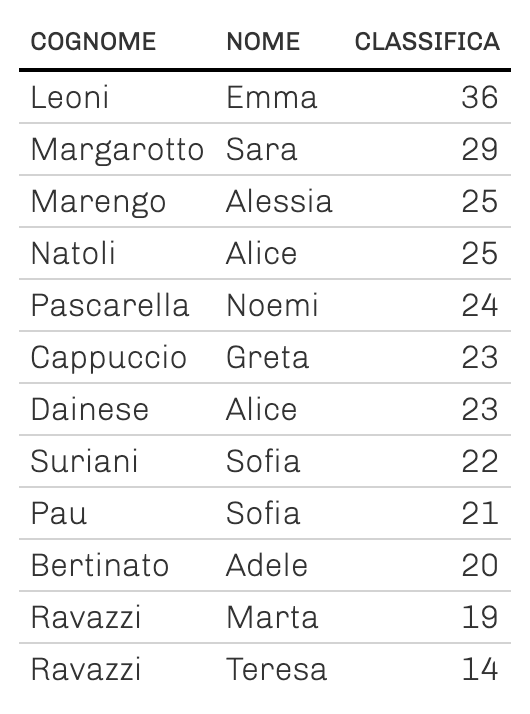 COGNOME NOME CLASSIFICA
Leoni Emma 36
Margarotto Sara 29
Marengo Alessia 25
Natoli Alice 25
Pascarella Noemi 24
Cappuccio Greta 23
Dainese Alice 23
Suriani Sofia 22
Pau Sofia 21
Bertinato Adele 20
Ravazzi Marta 19
Ravazzi Teresa 14